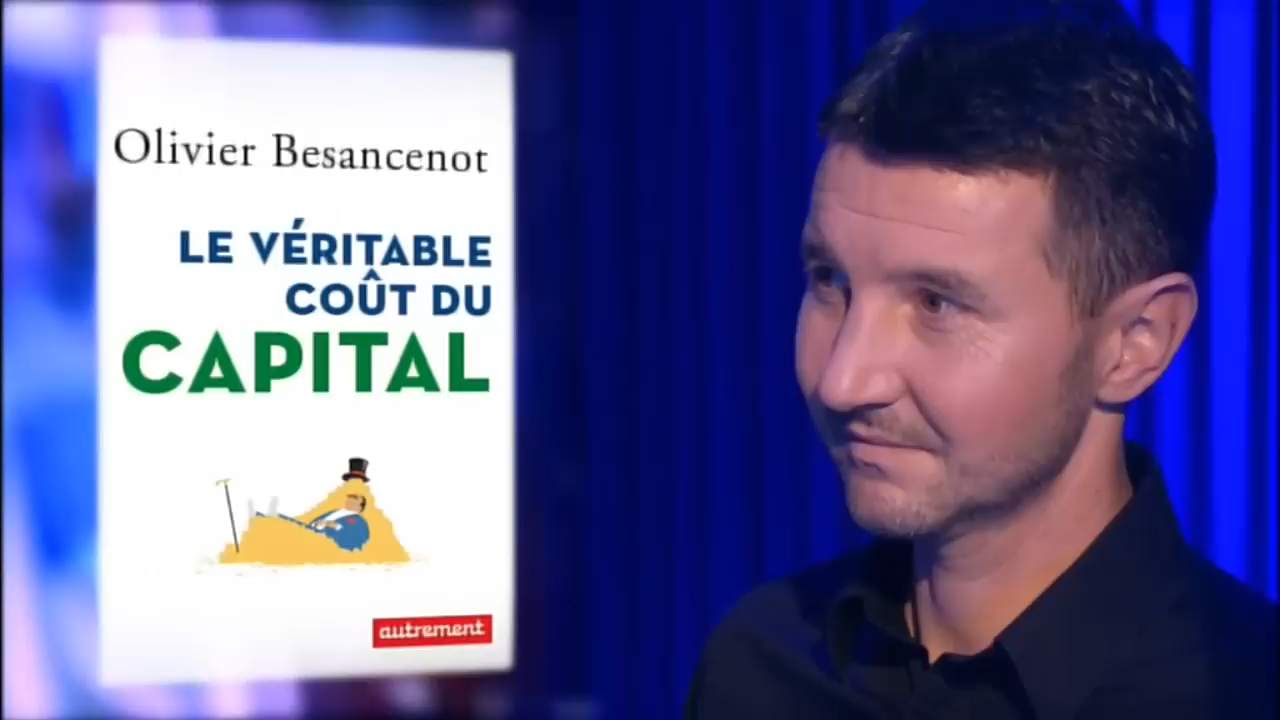 Olivier Besancenot
LE VÉRITABLE
COÛT DU
CAPITAL
autrement